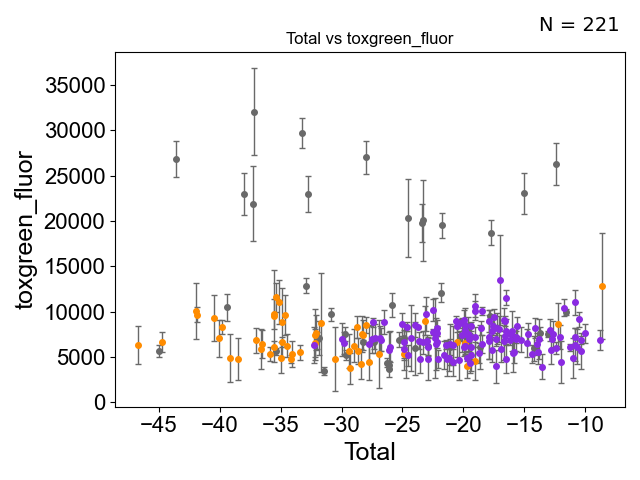 N = 221
Total vs toxgreen_fluor
toxgreen_fluor
35000
30000
25000
20000
15000
10000
5000
0
−45 −40 −35 −30 −25 −20 −15 −10
Total